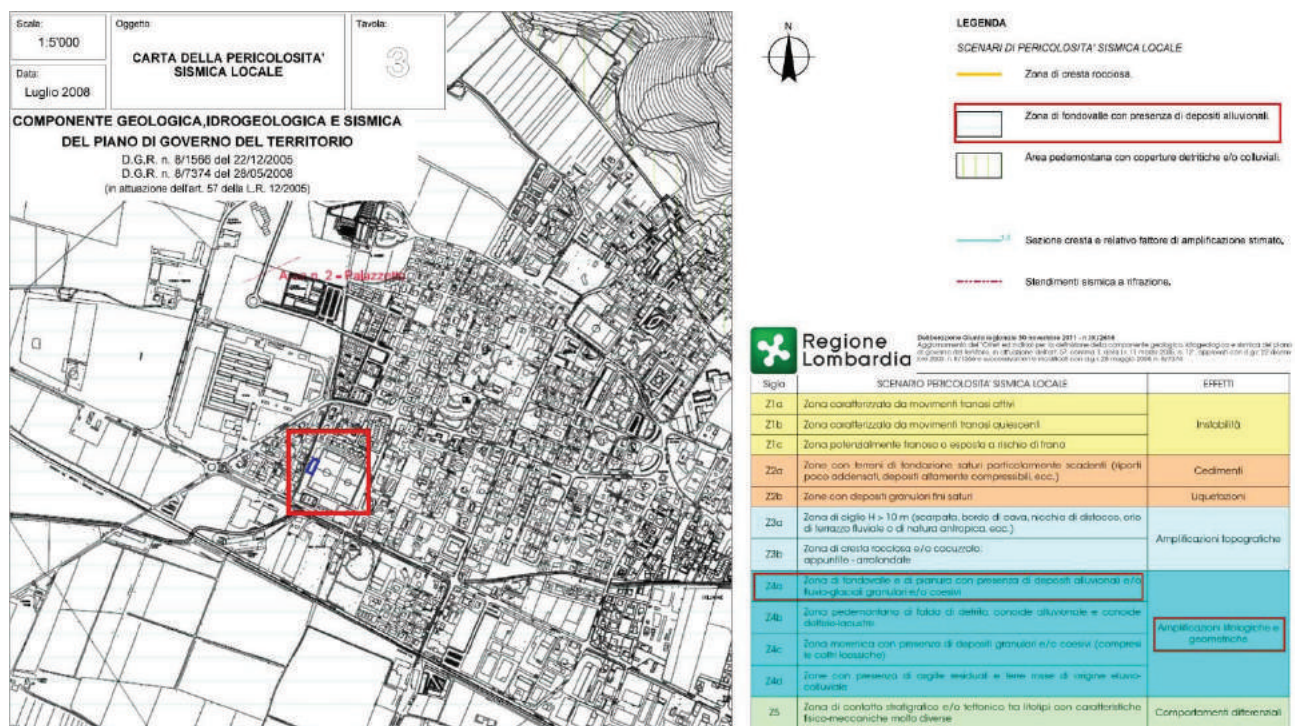 Scala:
1:5'000
Data:
Luglio 2008
Oggetto
CARTA DELLA PERICOLOSITA'
SISMICA LOCALE
Tavola:
3
COMPONENTE GEOLOGICA,IDROGEOLOGICA E SISMICA
DEL PIANO DI GOVERNO DEL TERRITORIO
D.G.R. n. 8/1566 del 22/12/2005
D.G.R. n. 8/7374 del 28/05/2008
(in attuazione dell'art. 57 della L.R. 12/2005)
Area n. 2 - Palazzetto
N
LEGENDA
SCENARI DI PERICOLOSITA' SISMICA LOCALE
Zona di cresta rocciosa.
Zona di fondovalle con presenza di depositi alluvionali.
Area pedemontana con coperture detritiche e/o colluviali.
Sezione cresta e relativo fattore di amplificazione stimato.
Stendimenti sismica a rifrazione.
Regione
Lombardia
Sigla SCENARIO PERICOLOSITA' SISMICA LOCALE EFFETTI
Z1a Zona caratterizzata da movimenti franosi attivi
Z1b Zona caratterizzata da movimenti franosi quiescenti
Z1c Zona potenzialmente franosa o esposta a rischio di frana
Instabilità
Z2a Zone con terreni di fondazione saturi particolarmente scadenti (riporti
poco addensati, depositi altamente compressibili, ecc.)
Cedimenti
Z2b Zone con depositi granulari fini saturi
Liquefazioni
Z3a Zona di ciglio H > 10 m (scarpata, bordo di cava, nicchia di distacco, orlo
di terrazzo fluviale o di natura antropica, ecc.)
Z3b Zona di cresta rocciosa e/o cocuzzolo:
appuntite - arrotondate
Amplificazioni topografiche
Z4a Zona di fondovalle e di pianura con presenza di depositi alluvionali e/o
fluvio-glaciali granulari e/o coesivi
Z4b Zona pedemontana di falda di detrito, conoide alluvionale e conoide
deltizio-lacustre
Z4c Zona morenica con presenza di depositi granulari e/o coesivi (compresi
le coltri loessiche)
Z4d Zone con presenza di argille residuali e terre rosse di origine eluvio-
colluviale
Amplificazioni litologiche e
geometriche
Z5 Zona di contatto stratigrafico e/o tettonico tra litotipi con caratteristiche
fisico-meccaniche molto diverse
Comportamenti differenziali